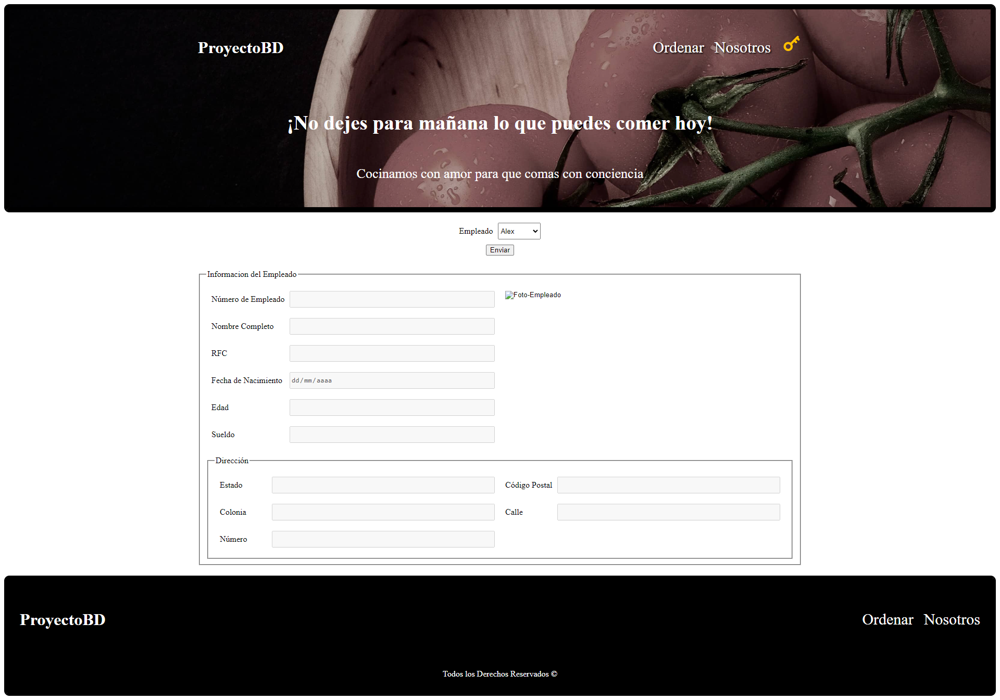 ProyectoBD
Ordenar Nosotros
¡No dejes para mañana lo que puedes comer hoy!
Cocinamos con amor para que comas con conciencia
Empleado Alex
Enviar
Informacion del Empleado
Número de Empleado
Foto-Empleado
Nombre Completo
RFC
Fecha de Nacimiento dd/mm/aaaa
Edad
Sueldo
Dirección
Estado
Código Postal
Colonia
Calle
Número
ProyectoBD
Ordenar Nosotros
Todos los Derechos Reservados ©